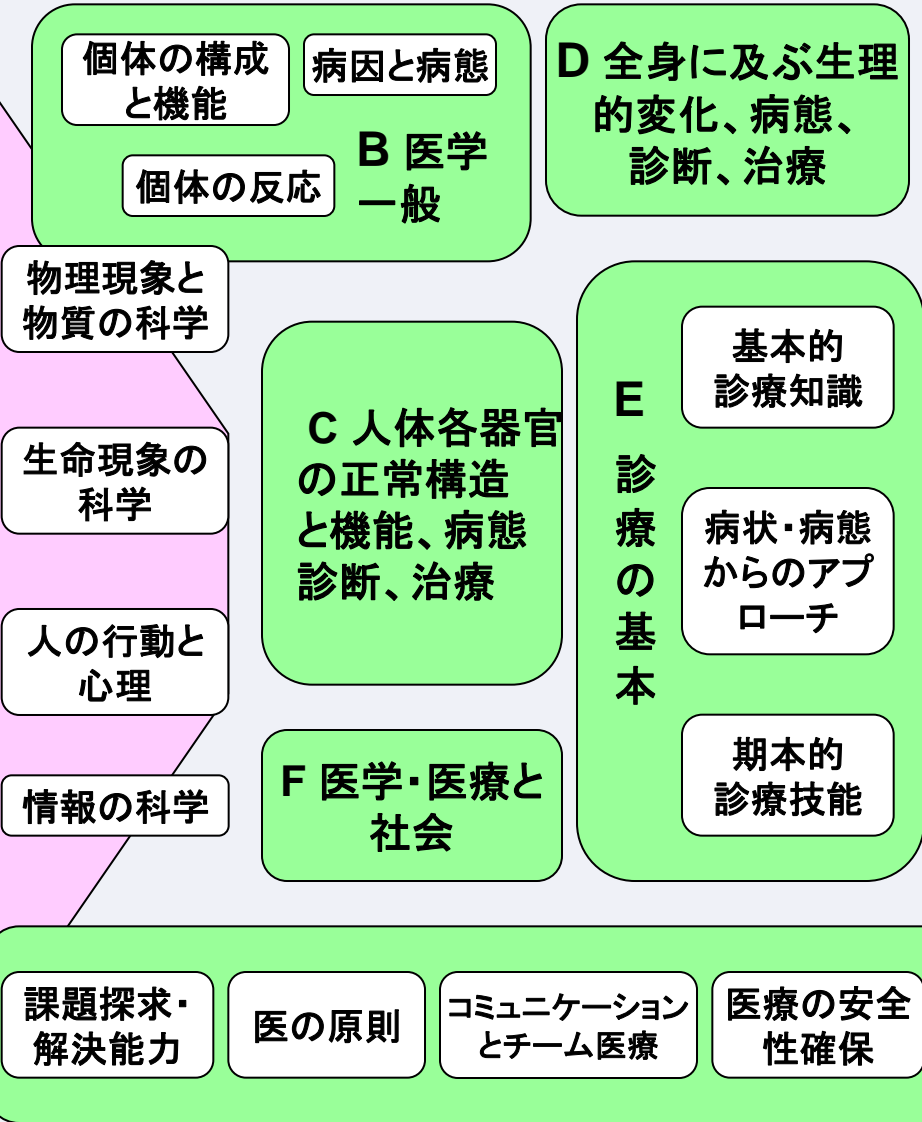 個体の構成
と機能
病因と病態
個体の反応
B 医学
一般
D 全身に及ぶ生理
的変化、病態、
診断、治療
物理現象と
物質の科学
生命現象の
科学
人の行動と
心理
情報の科学
C 人体各器官
の正常構造
と機能、病態
診断、治療
F 医学・医療と
社会
E
診
療
の
基
本
基本的
診療知識
病状・病態
からのアプ
ローチ
期本的
診療技能
課題探求・
解決能力
医の原則
コミュニケーション
とチーム医療
医療の安全
性確保